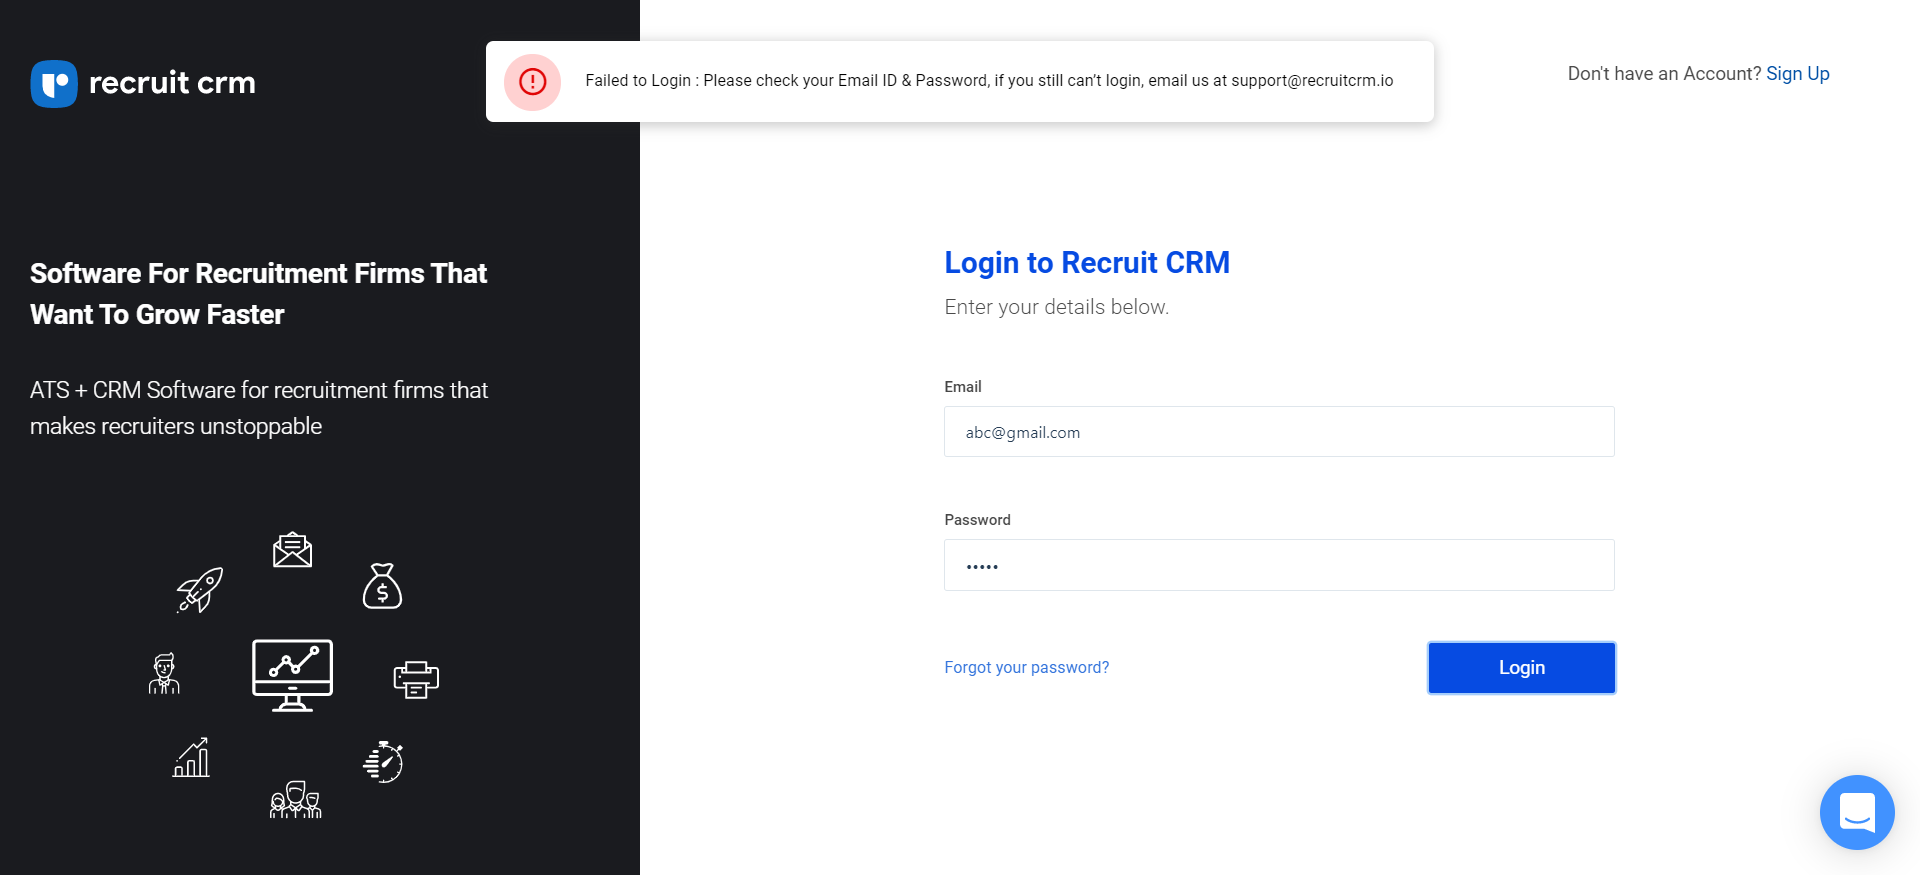 recruit crm
Failed to Login : Please check your Email ID & Password, if you still can’t login, email us at support@recruitcrm.io
Don't have an Account? Sign Up
Software For Recruitment Firms That
Want To Grow Faster
ATS + CRM Software for recruitment firms that
makes recruiters unstoppable
Login to Recruit CRM
Enter your details below.
Email
abc@gmail.com
Password
•••••
Forgot your password?
Login